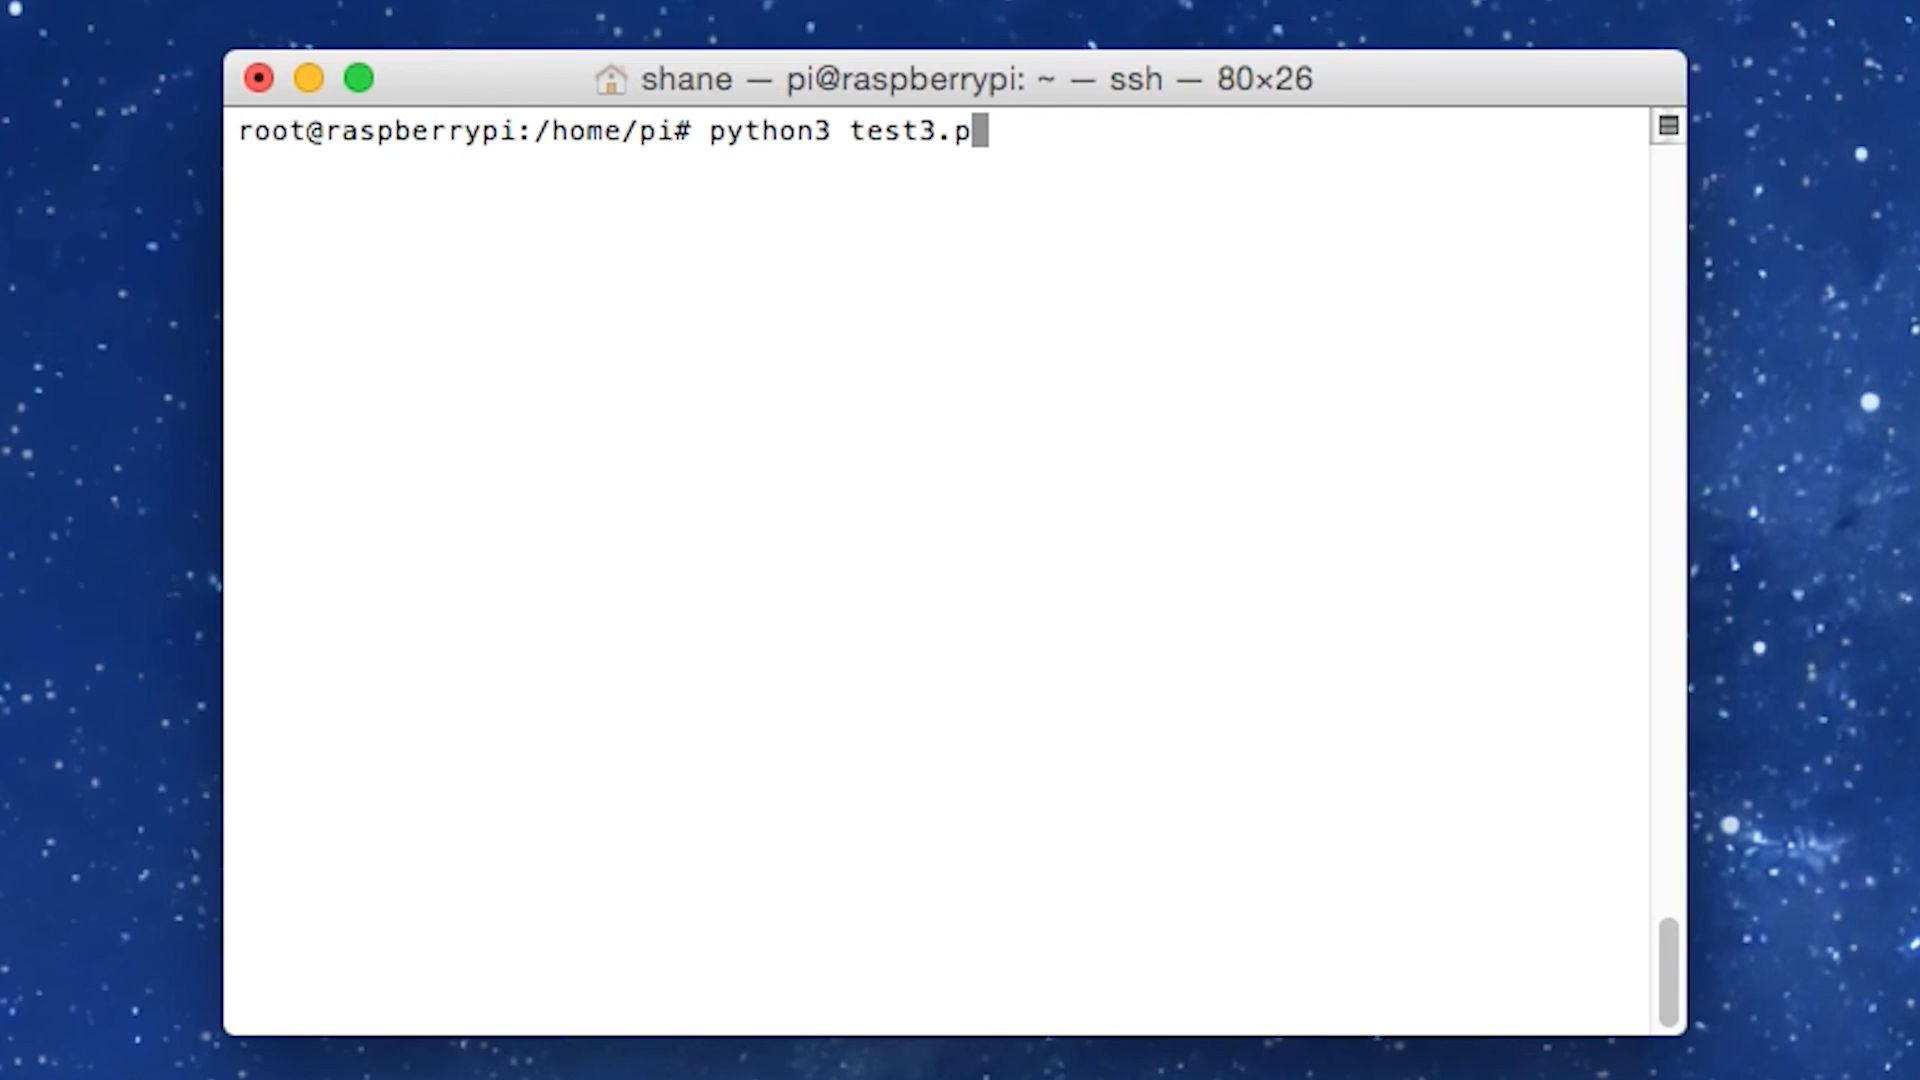 shane — pi@raspberrypi: ~ — ssh — 80×26
root@raspberrypi:/home/pi# python3 test3.p